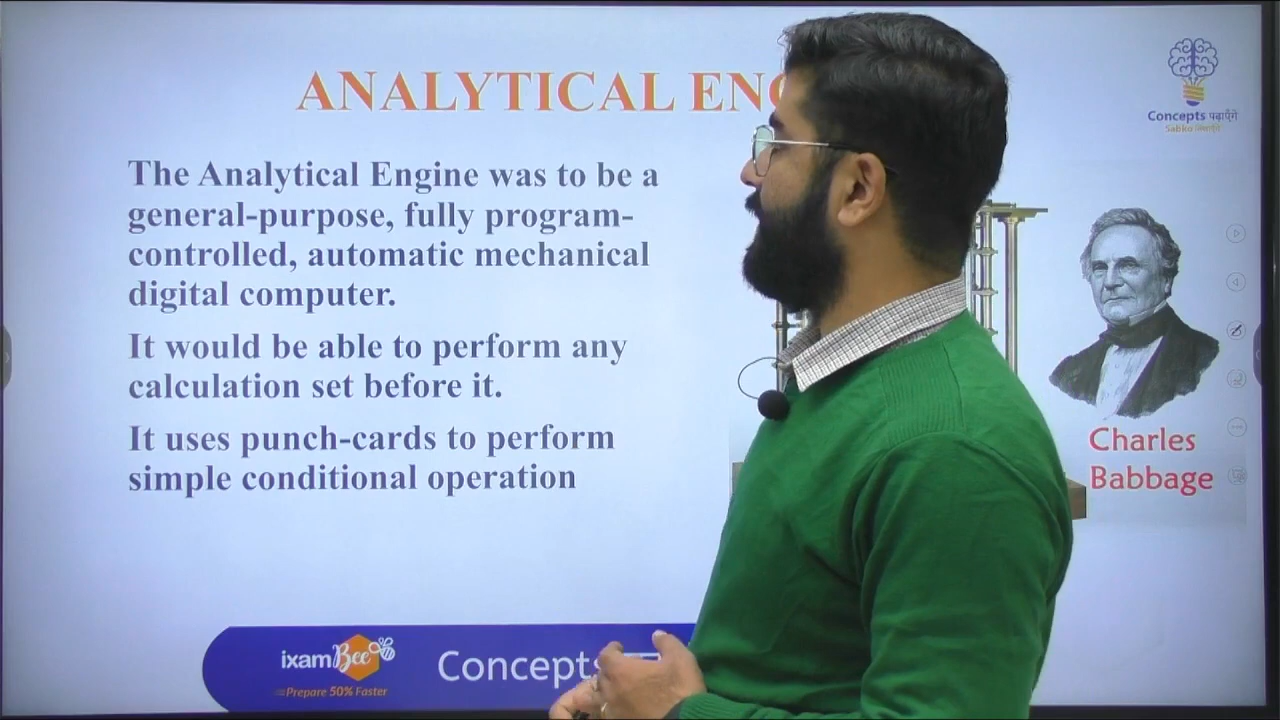 ANALYTICAL ENG
Concepts पढ़ाएँगे
Sabko
The Analytical Engine was to be a
general-purpose, fully program-
controlled, automatic mechanical
digital computer.
It would be able to perform any
calculation set before it.
It uses punch-cards to perform
simple conditional operation
Charles
Babbage
ixamBee
Prepare 50% Faster
Concepts